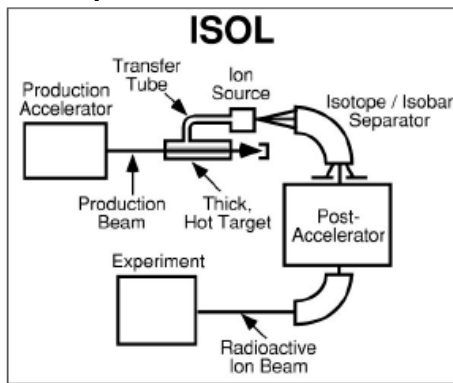 ISOL
Production
Accelerator
Transfer
Tube
Ion
Source
Isotope / Isobar
Separator
Production
Beam
Thick,
Hot Target
Post-
Accelerator
Experiment
Radioactive
Ion Beam